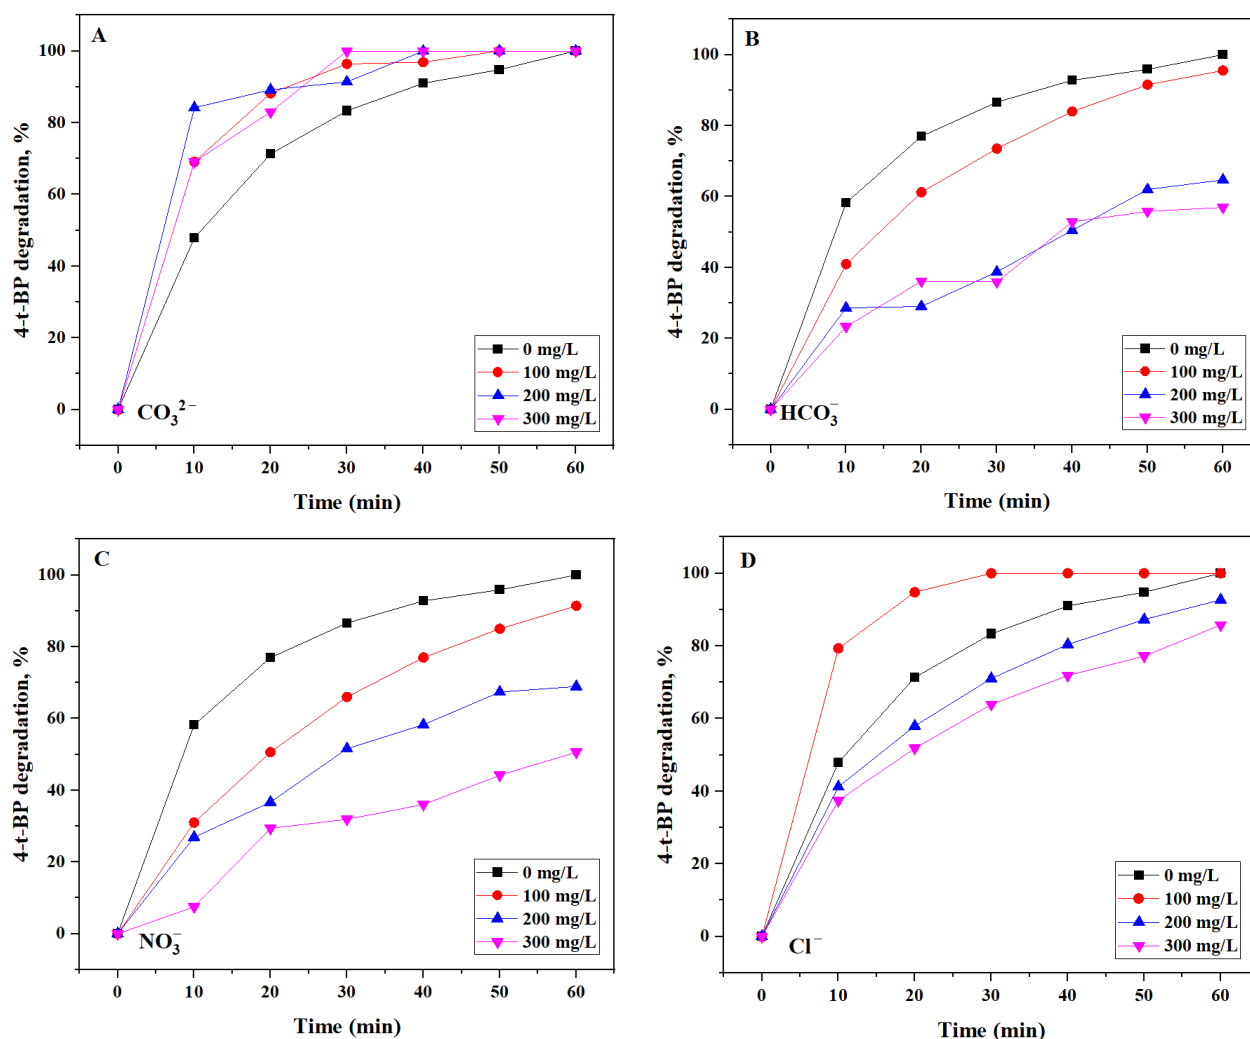 A
4-t-BP degradation, %
100
80
60
40
20
0
CO₃²⁻
0 mg/L
100 mg/L
200 mg/L
300 mg/L
0 10 20 30 40 50 60
Time (min)
B
4-t-BP degradation, %
100
80
60
40
20
0
HCO₃⁻
0 mg/L
100 mg/L
200 mg/L
300 mg/L
0 10 20 30 40 50 60
Time (min)
C
4-t-BP degradation, %
100
80
60
40
20
0
NO₃⁻
0 mg/L
100 mg/L
200 mg/L
300 mg/L
0 10 20 30 40 50 60
Time (min)
D
4-t-BP degradation, %
100
80
60
40
20
0
Cl⁻
0 mg/L
100 mg/L
200 mg/L
300 mg/L
0 10 20 30 40 50 60
Time (min)